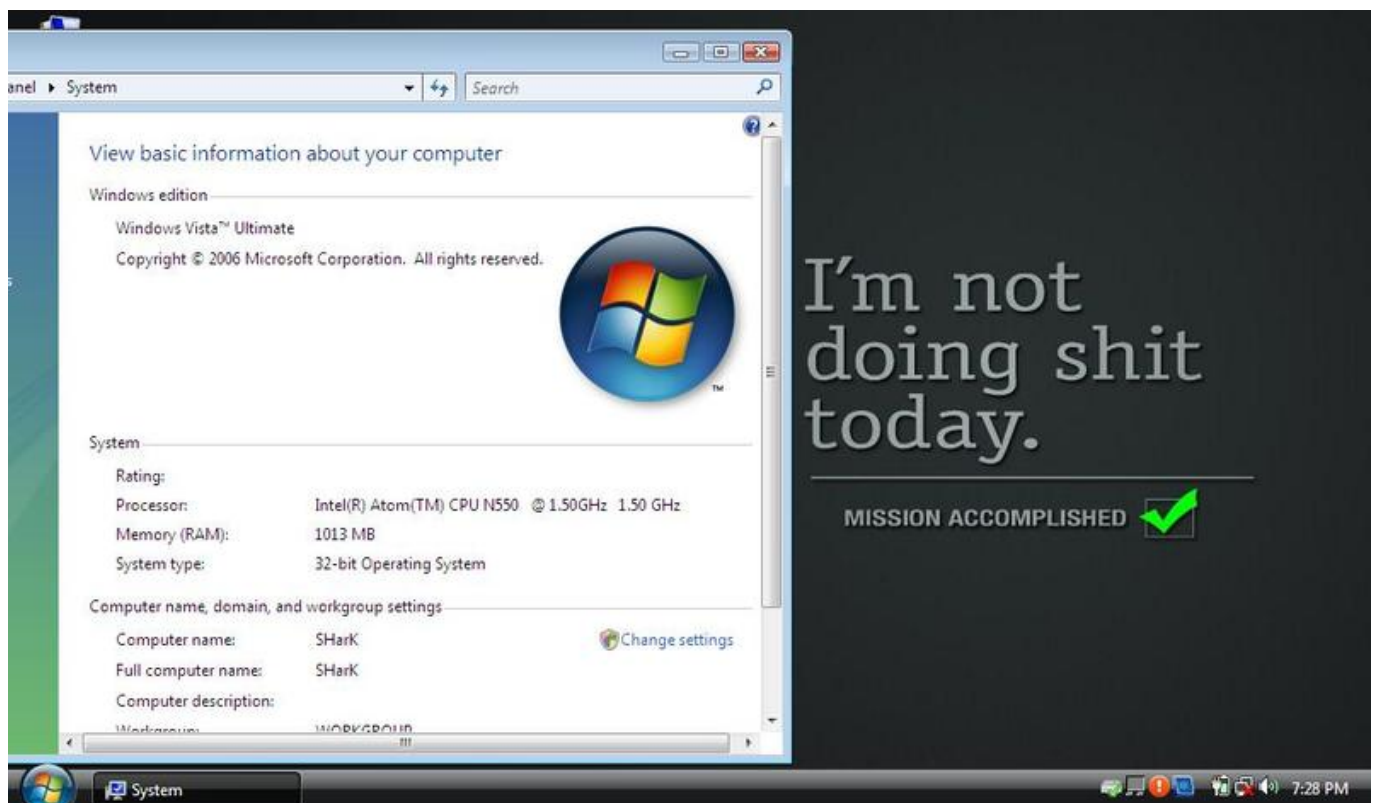 anel ▸ System
Search
View basic information about your computer
Windows edition
Windows Vista™ Ultimate
Copyright © 2006 Microsoft Corporation. All rights reserved.
TM
System
Rating:
Processor: Intel(R) Atom(TM) CPU N550 @ 1.50GHz 1.50 GHz
Memory (RAM): 1013 MB
System type: 32-bit Operating System
Computer name, domain, and workgroup settings
Computer name: SHarK
Change settings
Full computer name: SHarK
Computer description:
Workgroup: WORKGROUP
I'm not
doing shit
today.
MISSION ACCOMPLISHED
System
7:28 PM